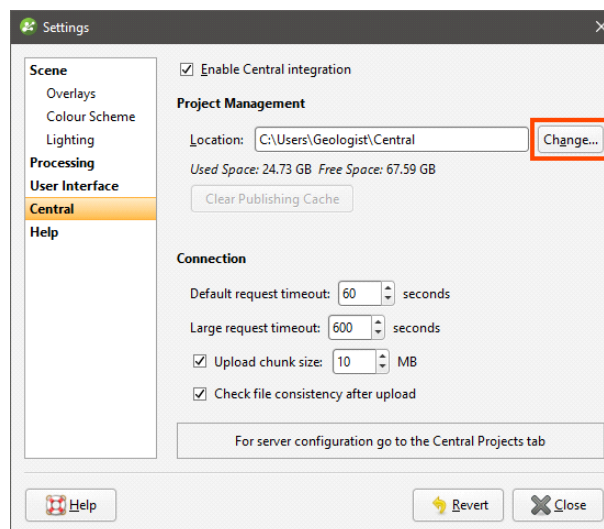 Settings
Scene
Overlays
Colour Scheme
Lighting
Processing
User Interface
Central
Help
Enable Central integration
Project Management
Location: C:\Users\Geologist\Central Change...
Used Space: 24.73 GB Free Space: 67.59 GB
Clear Publishing Cache
Connection
Default request timeout: 60 seconds
Large request timeout: 600 seconds
Upload chunk size: 10 MB
Check file consistency after upload
For server configuration go to the Central Projects tab
Help Revert Close